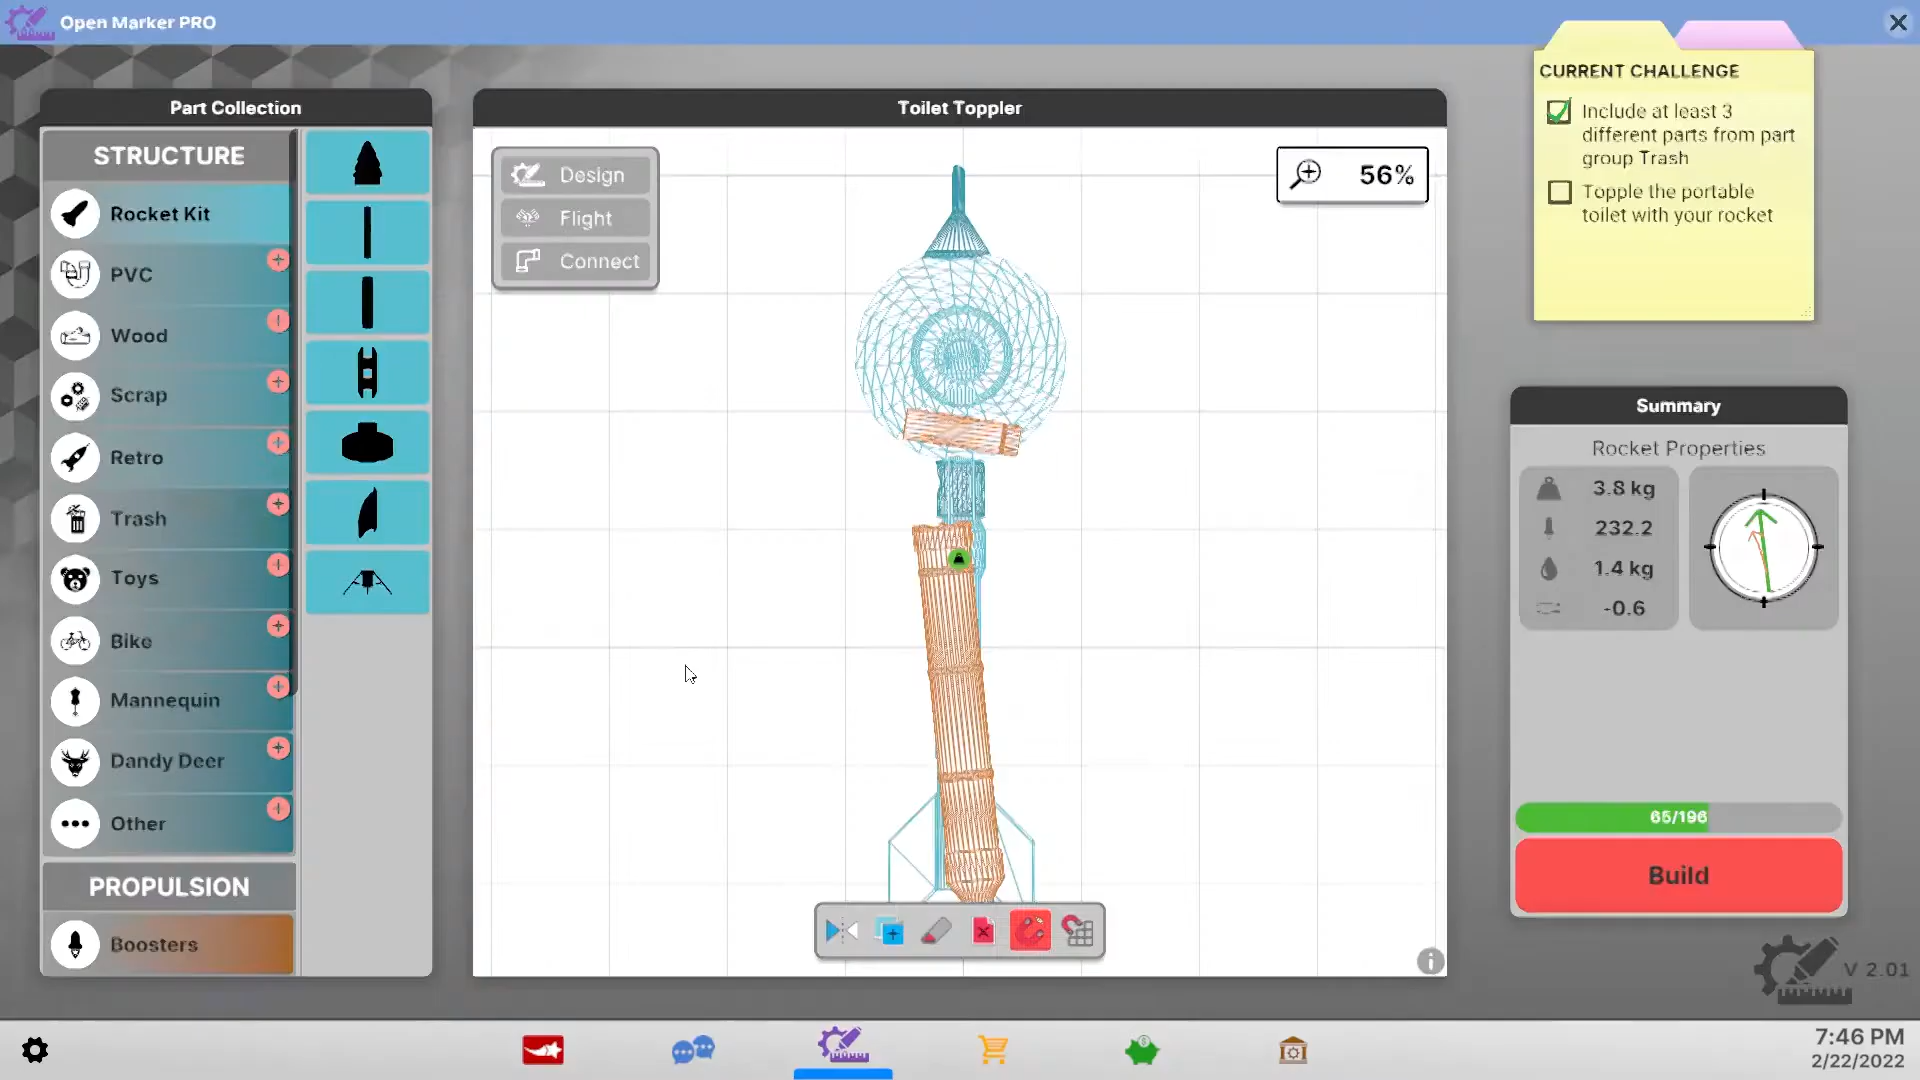 Open Marker PRO
Part Collection
STRUCTURE
Rocket Kit
PVC
Wood
Scrap
Retro
Trash
Toys
Bike
Mannequin
Dandy Deer
Other
PROPULSION
Boosters
Toilet Toppler
Design
Flight
Connect
56%
CURRENT CHALLENGE
Include at least 3
different parts from part
group Trash
Topple the portable
toilet with your rocket
Summary
Rocket Properties
3.8 kg
232.2
1.4 kg
-0.6
65/196
Build
V 2.01
7:46 PM
2/22/2022